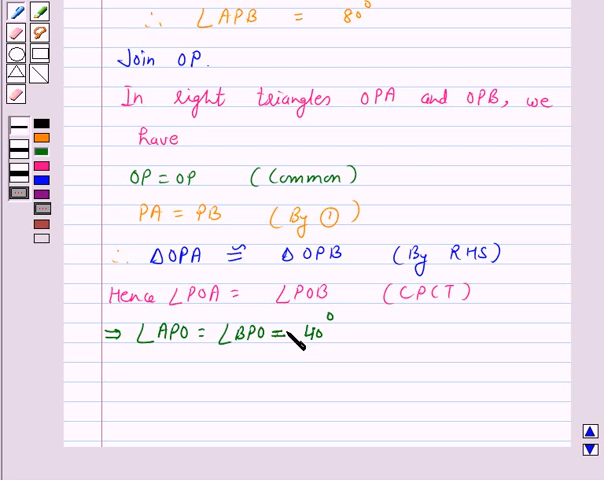 ∴ ∠APB = 80°
Join OP.
In right triangles OPA and OPB, we
have
OP = OP (Common)
PA = PB (By ①)
∴ ΔOPA ≅ ΔOPB (By RHS)
Hence ∠POA = ∠POB (CPCT)
⇒ ∠APO = ∠BPO = 40°